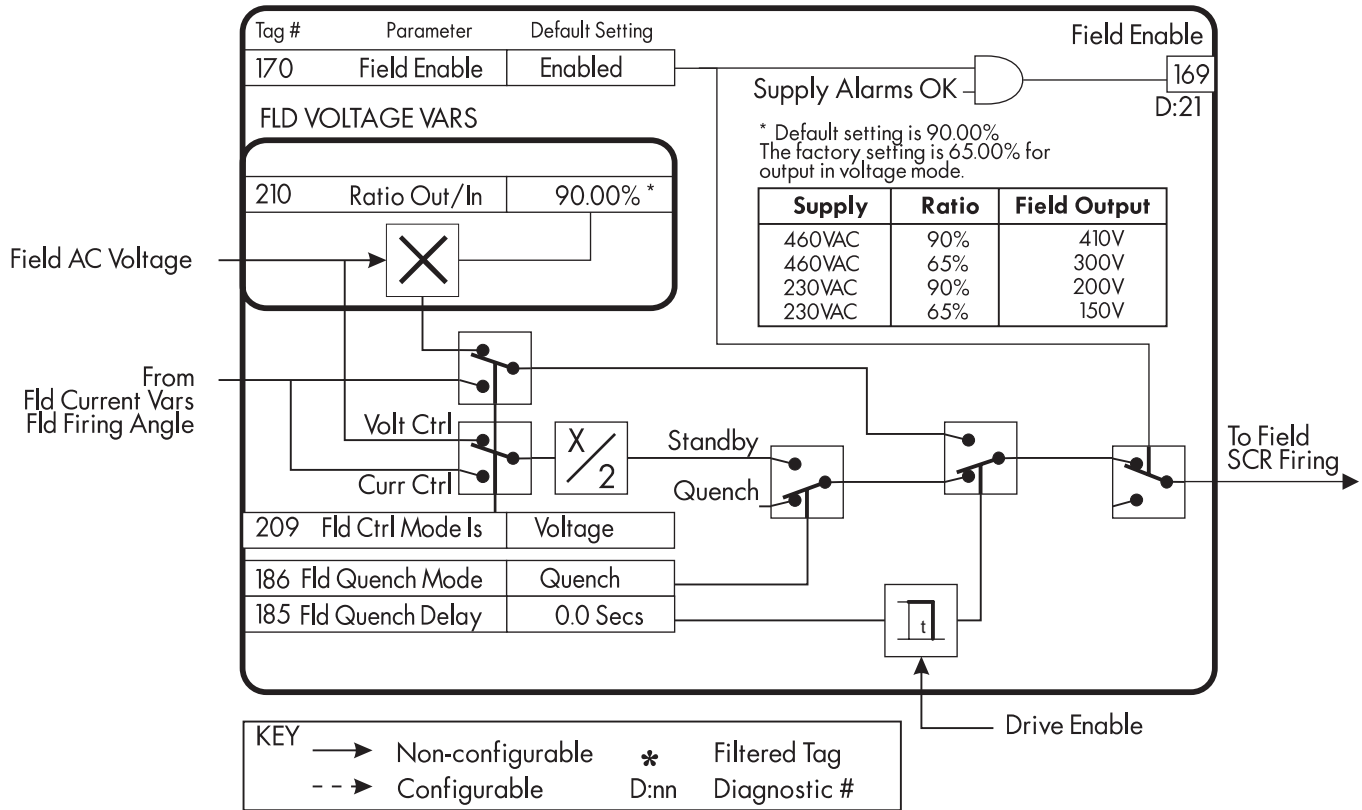 Tag # Parameter Default Setting
Field Enable
170 Field Enable Enabled
169
Supply Alarms OK
D:21
FLD VOLTAGE VARS
* Default setting is 90.00%
The factory setting is 65.00% for
output in voltage mode.
210 Ratio Out/In 90.00% *
Supply Ratio Field Output
460VAC 90% 410V
460VAC 65% 300V
230VAC 90% 200V
230VAC 65% 150V
Field AC Voltage
From
Fld Current Vars
Fld Firing Angle
Volt Ctrl
X/2
Standby
Curr Ctrl
Quench
To Field
SCR Firing
209 Fld Ctrl Mode Is Voltage
186 Fld Quench Mode Quench
185 Fld Quench Delay 0.0 Secs
t
Drive Enable
KEY
Non-configurable * Filtered Tag
Configurable D:nn Diagnostic #